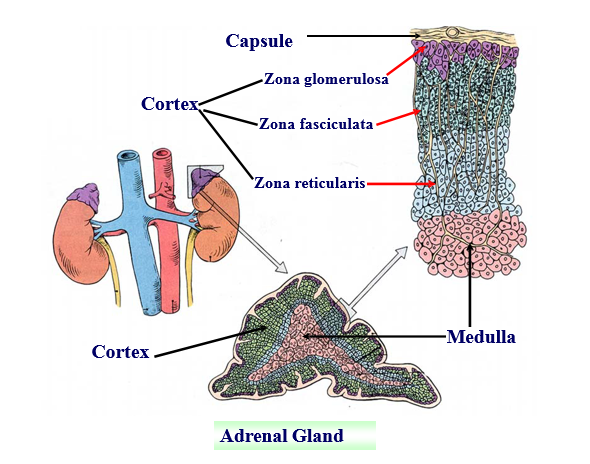 Capsule
Zona glomerulosa
Cortex
Zona fasciculata
Zona reticularis
Medulla
Cortex
Adrenal Gland